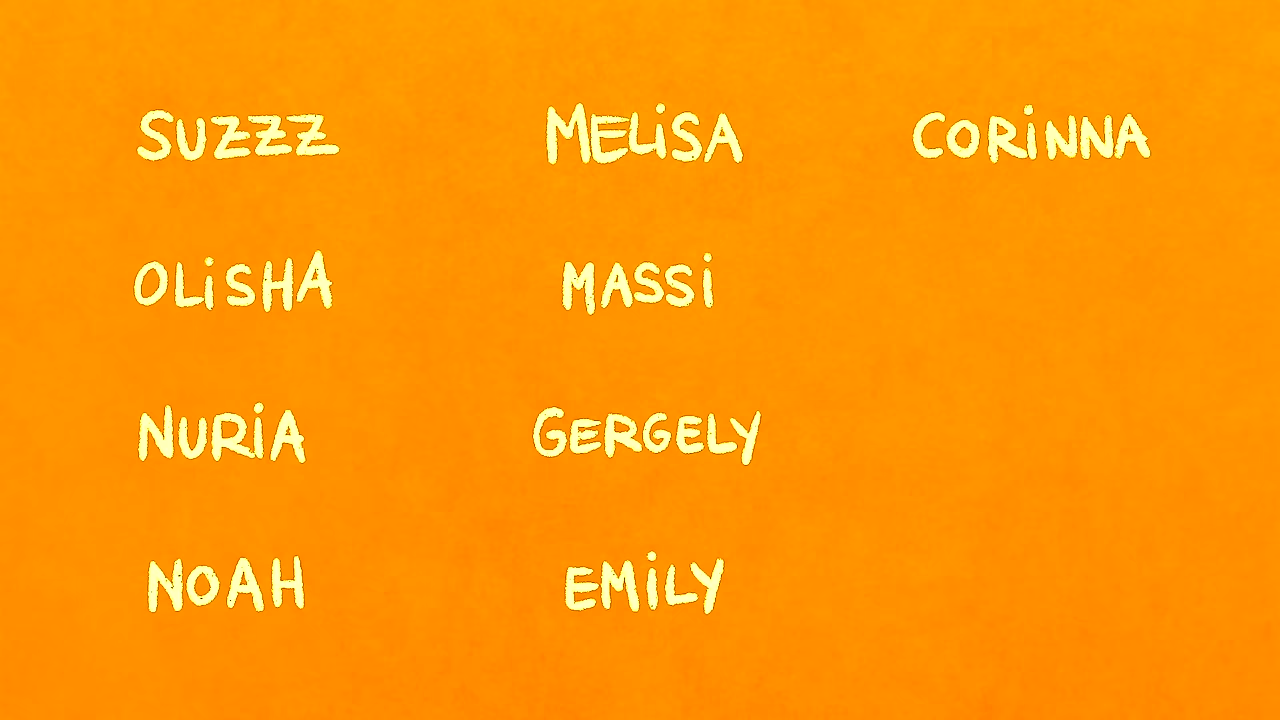 SUZZZ MELiSA CORiNNA
OLiSHA MASSi
NURiA GERGELY
NOAH EMiLY